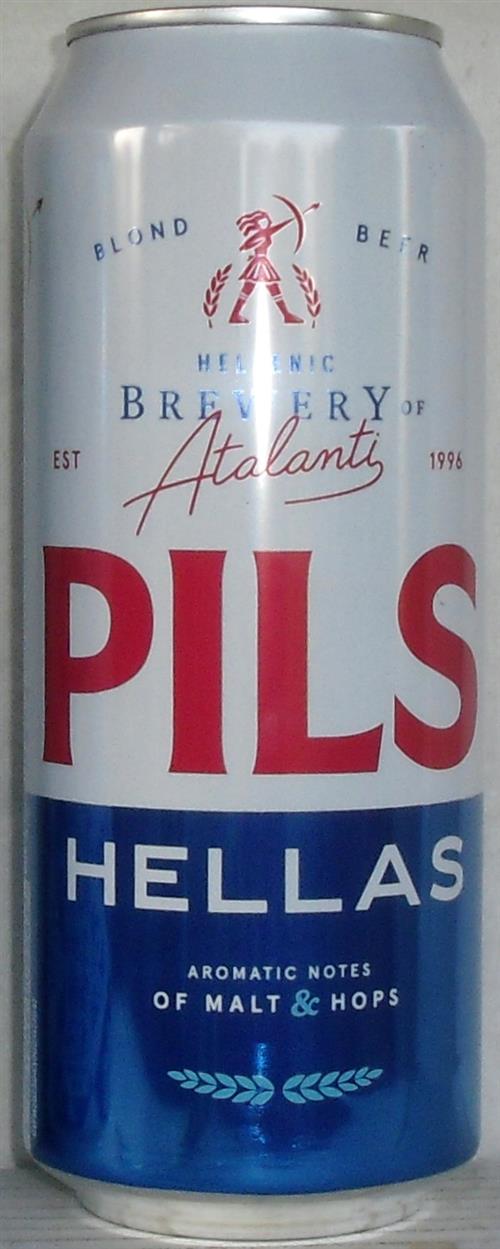 BLOND BEER
HELLENIC
BREWERY OF
Atalanti
EST 1996
PILS
HELLAS
AROMATIC NOTES
OF MALT & HOPS